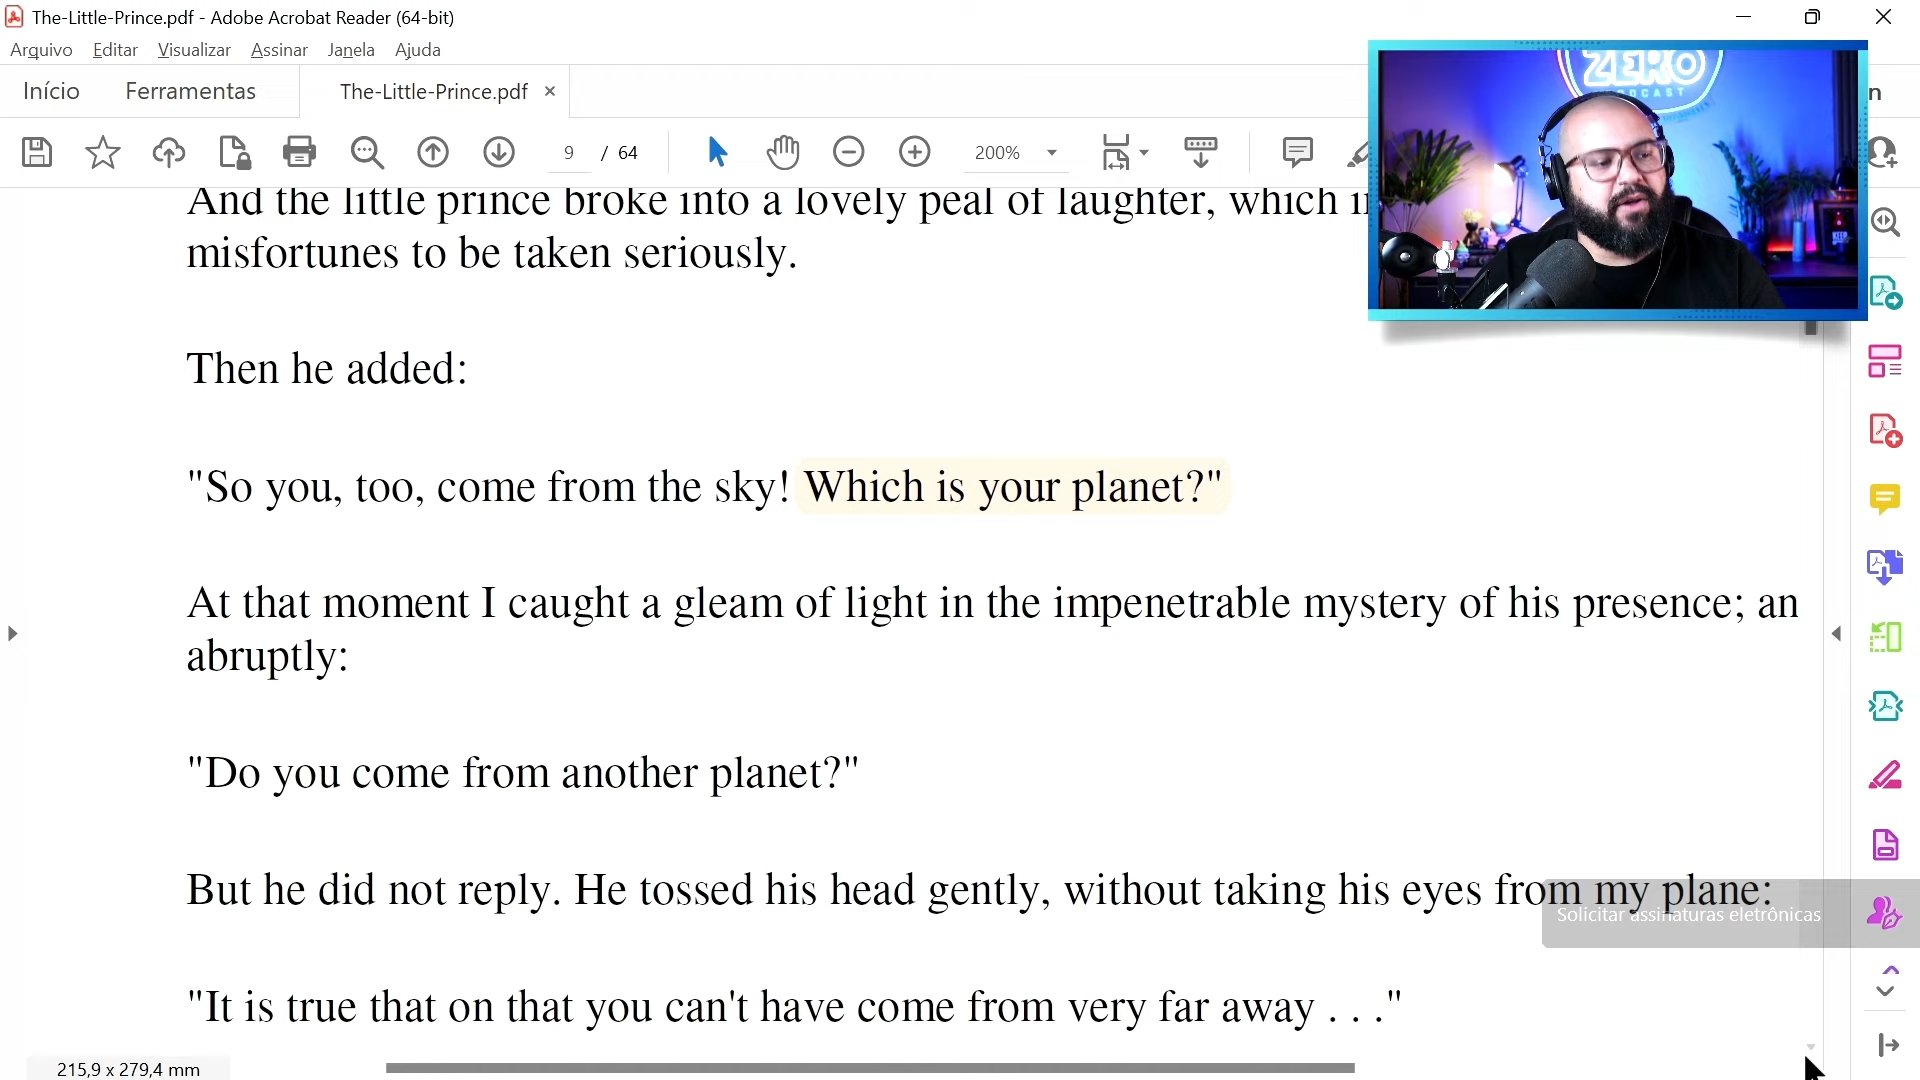 The-Little-Prince.pdf - Adobe Acrobat Reader (64-bit)
Arquivo Editar Visualizar Assinar Janela Ajuda
Início Ferramentas The-Little-Prince.pdf
9 / 64 200%
ZERO
And the little prince broke into a lovely peal of laughter, which
misfortunes to be taken seriously.
Then he added:
"So you, too, come from the sky! Which is your planet?"
At that moment I caught a gleam of light in the impenetrable mystery of his presence; an
abruptly:
"Do you come from another planet?"
But he did not reply. He tossed his head gently, without taking his eyes from my plane:
Solicitar assinaturas eletrônicas
"It is true that on that you can't have come from very far away . . ."
215,9 x 279,4 mm